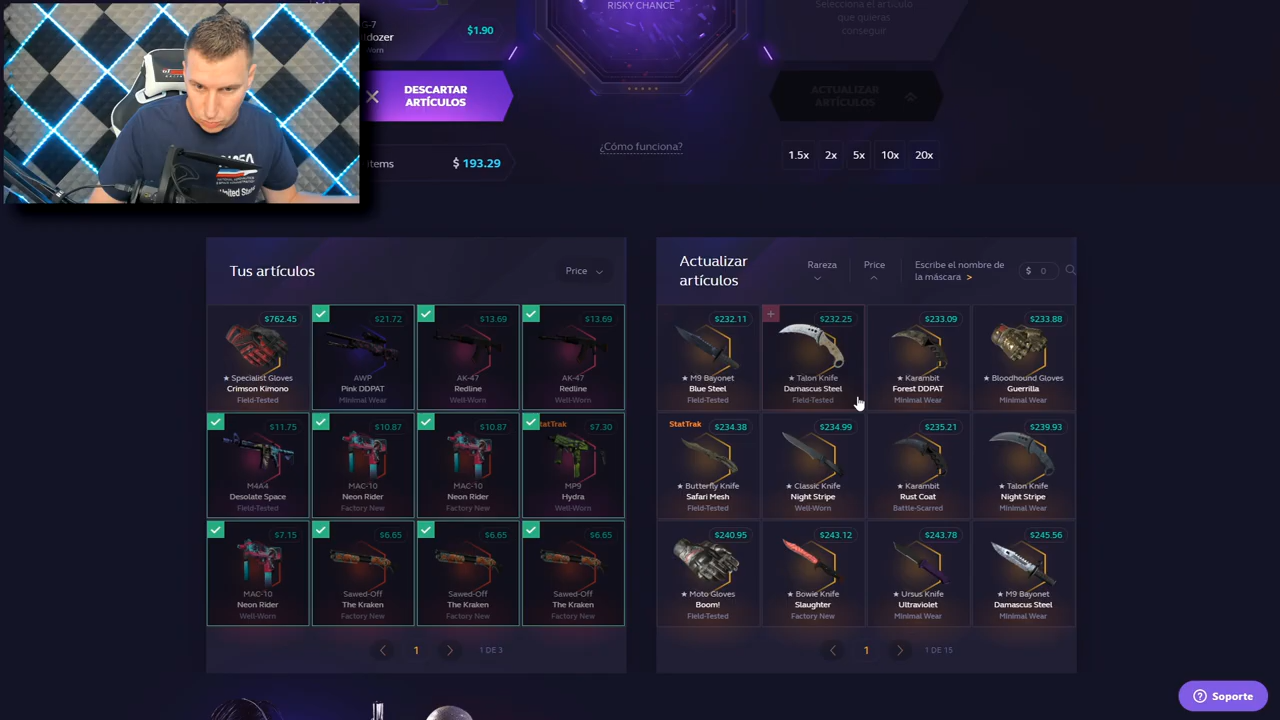 RISKY CHANCE
Selecciona el artículo
que quieras
conseguir
$1.90
DESCARTAR
ARTÍCULOS
ACTUALIZAR
ARTÍCULOS
¿Cómo funciona?
items
$ 193.29
1.5x 2x 5x 10x 20x
NASA
United States
Tus artículos
Price
$762.45
★ Specialist Gloves
Crimson Kimono
Field-Tested
$21.72
AWP
Pink DDPAT
Minimal Wear
$13.69
AK-47
Redline
Well-Worn
$13.69
AK-47
Redline
Well-Worn
$11.75
M4A4
Desolate Space
Field-Tested
$10.87
MAC-10
Neon Rider
Factory New
$10.87
MAC-10
Neon Rider
Factory New
StatTrak
$7.30
MP9
Hydra
Well-Worn
$7.15
MAC-10
Neon Rider
Well-Worn
$6.65
Sawed-Off
The Kraken
Factory New
$6.65
Sawed-Off
The Kraken
Factory New
$6.65
Sawed-Off
The Kraken
Factory New
1
1 DE 3
Actualizar
artículos
Rareza
Price
Escribe el nombre de
la máscara >
$ 0
$232.11
★ M9 Bayonet
Blue Steel
Field-Tested
+
$232.25
★ Talon Knife
Damascus Steel
Field-Tested
$233.09
★ Karambit
Forest DDPAT
Minimal Wear
$233.88
★ Bloodhound Gloves
Guerrilla
Minimal Wear
StatTrak
$234.38
★ Butterfly Knife
Safari Mesh
Field-Tested
$234.99
★ Classic Knife
Night Stripe
Well-Worn
$235.21
★ Karambit
Rust Coat
Battle-Scarred
$239.93
★ Talon Knife
Night Stripe
Minimal Wear
$240.95
★ Moto Gloves
Boom!
Field-Tested
$243.12
★ Bowie Knife
Slaughter
Factory New
$243.78
★ Ursus Knife
Ultraviolet
Minimal Wear
$245.56
★ M9 Bayonet
Damascus Steel
Minimal Wear
1
1 DE 15
Soporte